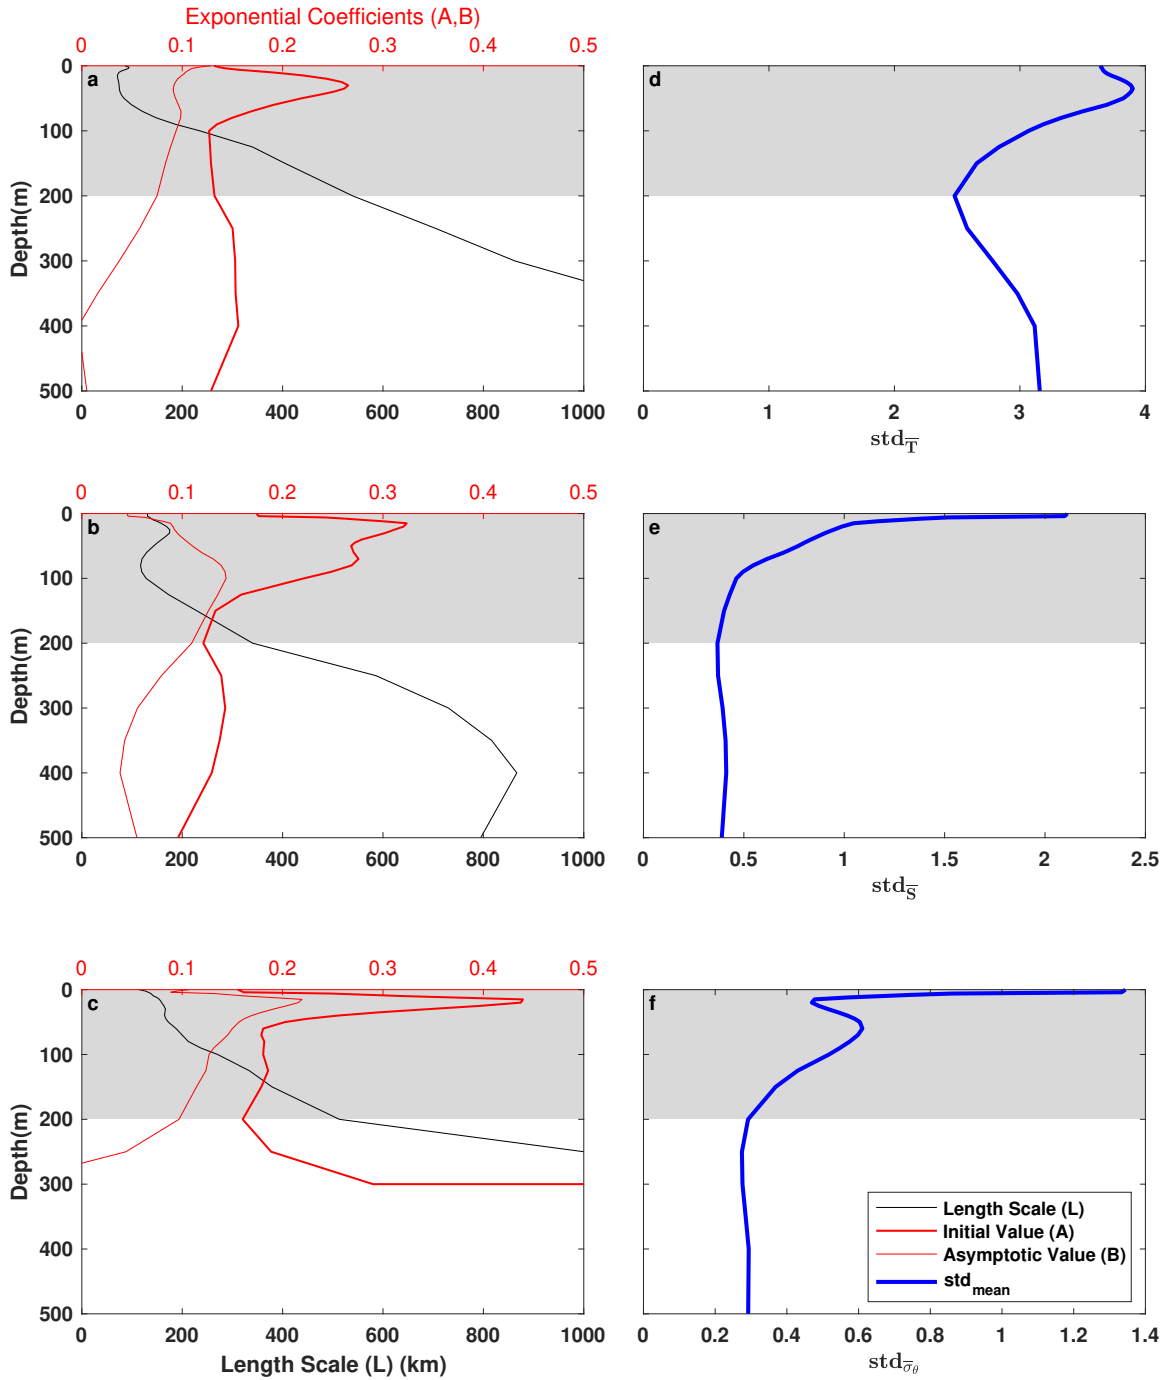 Exponential Coefficients (A,B)
0 0.1 0.2 0.3 0.4 0.5
a
0
100
200
300
400
500
Depth(m)
0 200 400 600 800 1000
d
0 1 2 3 4
std_T̅
0 0.1 0.2 0.3 0.4 0.5
b
0
100
200
300
400
500
Depth(m)
0 200 400 600 800 1000
e
0 0.5 1 1.5 2 2.5
std_S̅
0 0.1 0.2 0.3 0.4 0.5
c
0
100
200
300
400
500
Depth(m)
0 200 400 600 800 1000
Length Scale (L) (km)
f
Length Scale (L)
Initial Value (A)
Asymptotic Value (B)
std_mean
0 0.2 0.4 0.6 0.8 1 1.2 1.4
std_σ̅_θ